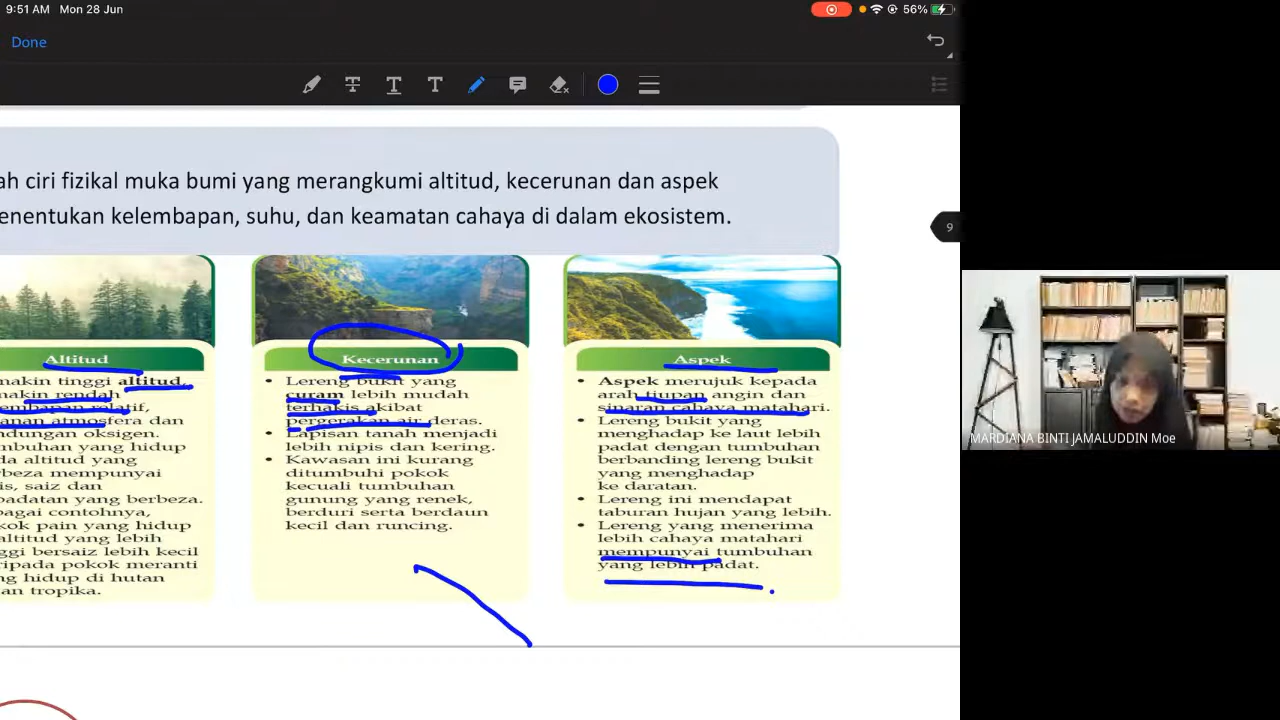 9:51 AM Mon 28 Jun
56%
Done
ah ciri fizikal muka bumi yang merangkumi altitud, kecerunan dan aspek
enentukan kelembapan, suhu, dan keamatan cahaya di dalam ekosistem.
9
Altitud
makin tinggi altitud,
makin rendah
embapan relatif,
anan atmosfera dan
ndungan oksigen.
mbuhan yang hidup
da altitud yang
rbeza mempunyai
is, saiz dan
padatan yang berbeza.
bagai contohnya,
kok pain yang hidup
altitud yang lebih
ggi bersaiz lebih kecil
ripada pokok meranti
ng hidup di hutan
an tropika.
Kecerunan
• Lereng bukit yang
curam lebih mudah
terhakis akibat
pergerakan air deras.
• Lapisan tanah menjadi
lebih nipis dan kering.
• Kawasan ini kurang
ditumbuhi pokok
kecuali tumbuhan
gunung yang renek,
berduri serta berdaun
kecil dan runcing.
Aspek
• Aspek merujuk kepada
arah tiupan angin dan
sinaran cahaya matahari.
• Lereng bukit yang
menghadap ke laut lebih
padat dengan tumbuhan
berbanding lereng bukit
yang menghadap
ke daratan.
• Lereng ini mendapat
taburan hujan yang lebih.
• Lereng yang menerima
lebih cahaya matahari
mempunyai tumbuhan
yang lebih padat.
MARDIANA BINTI JAMALUDDIN Moe